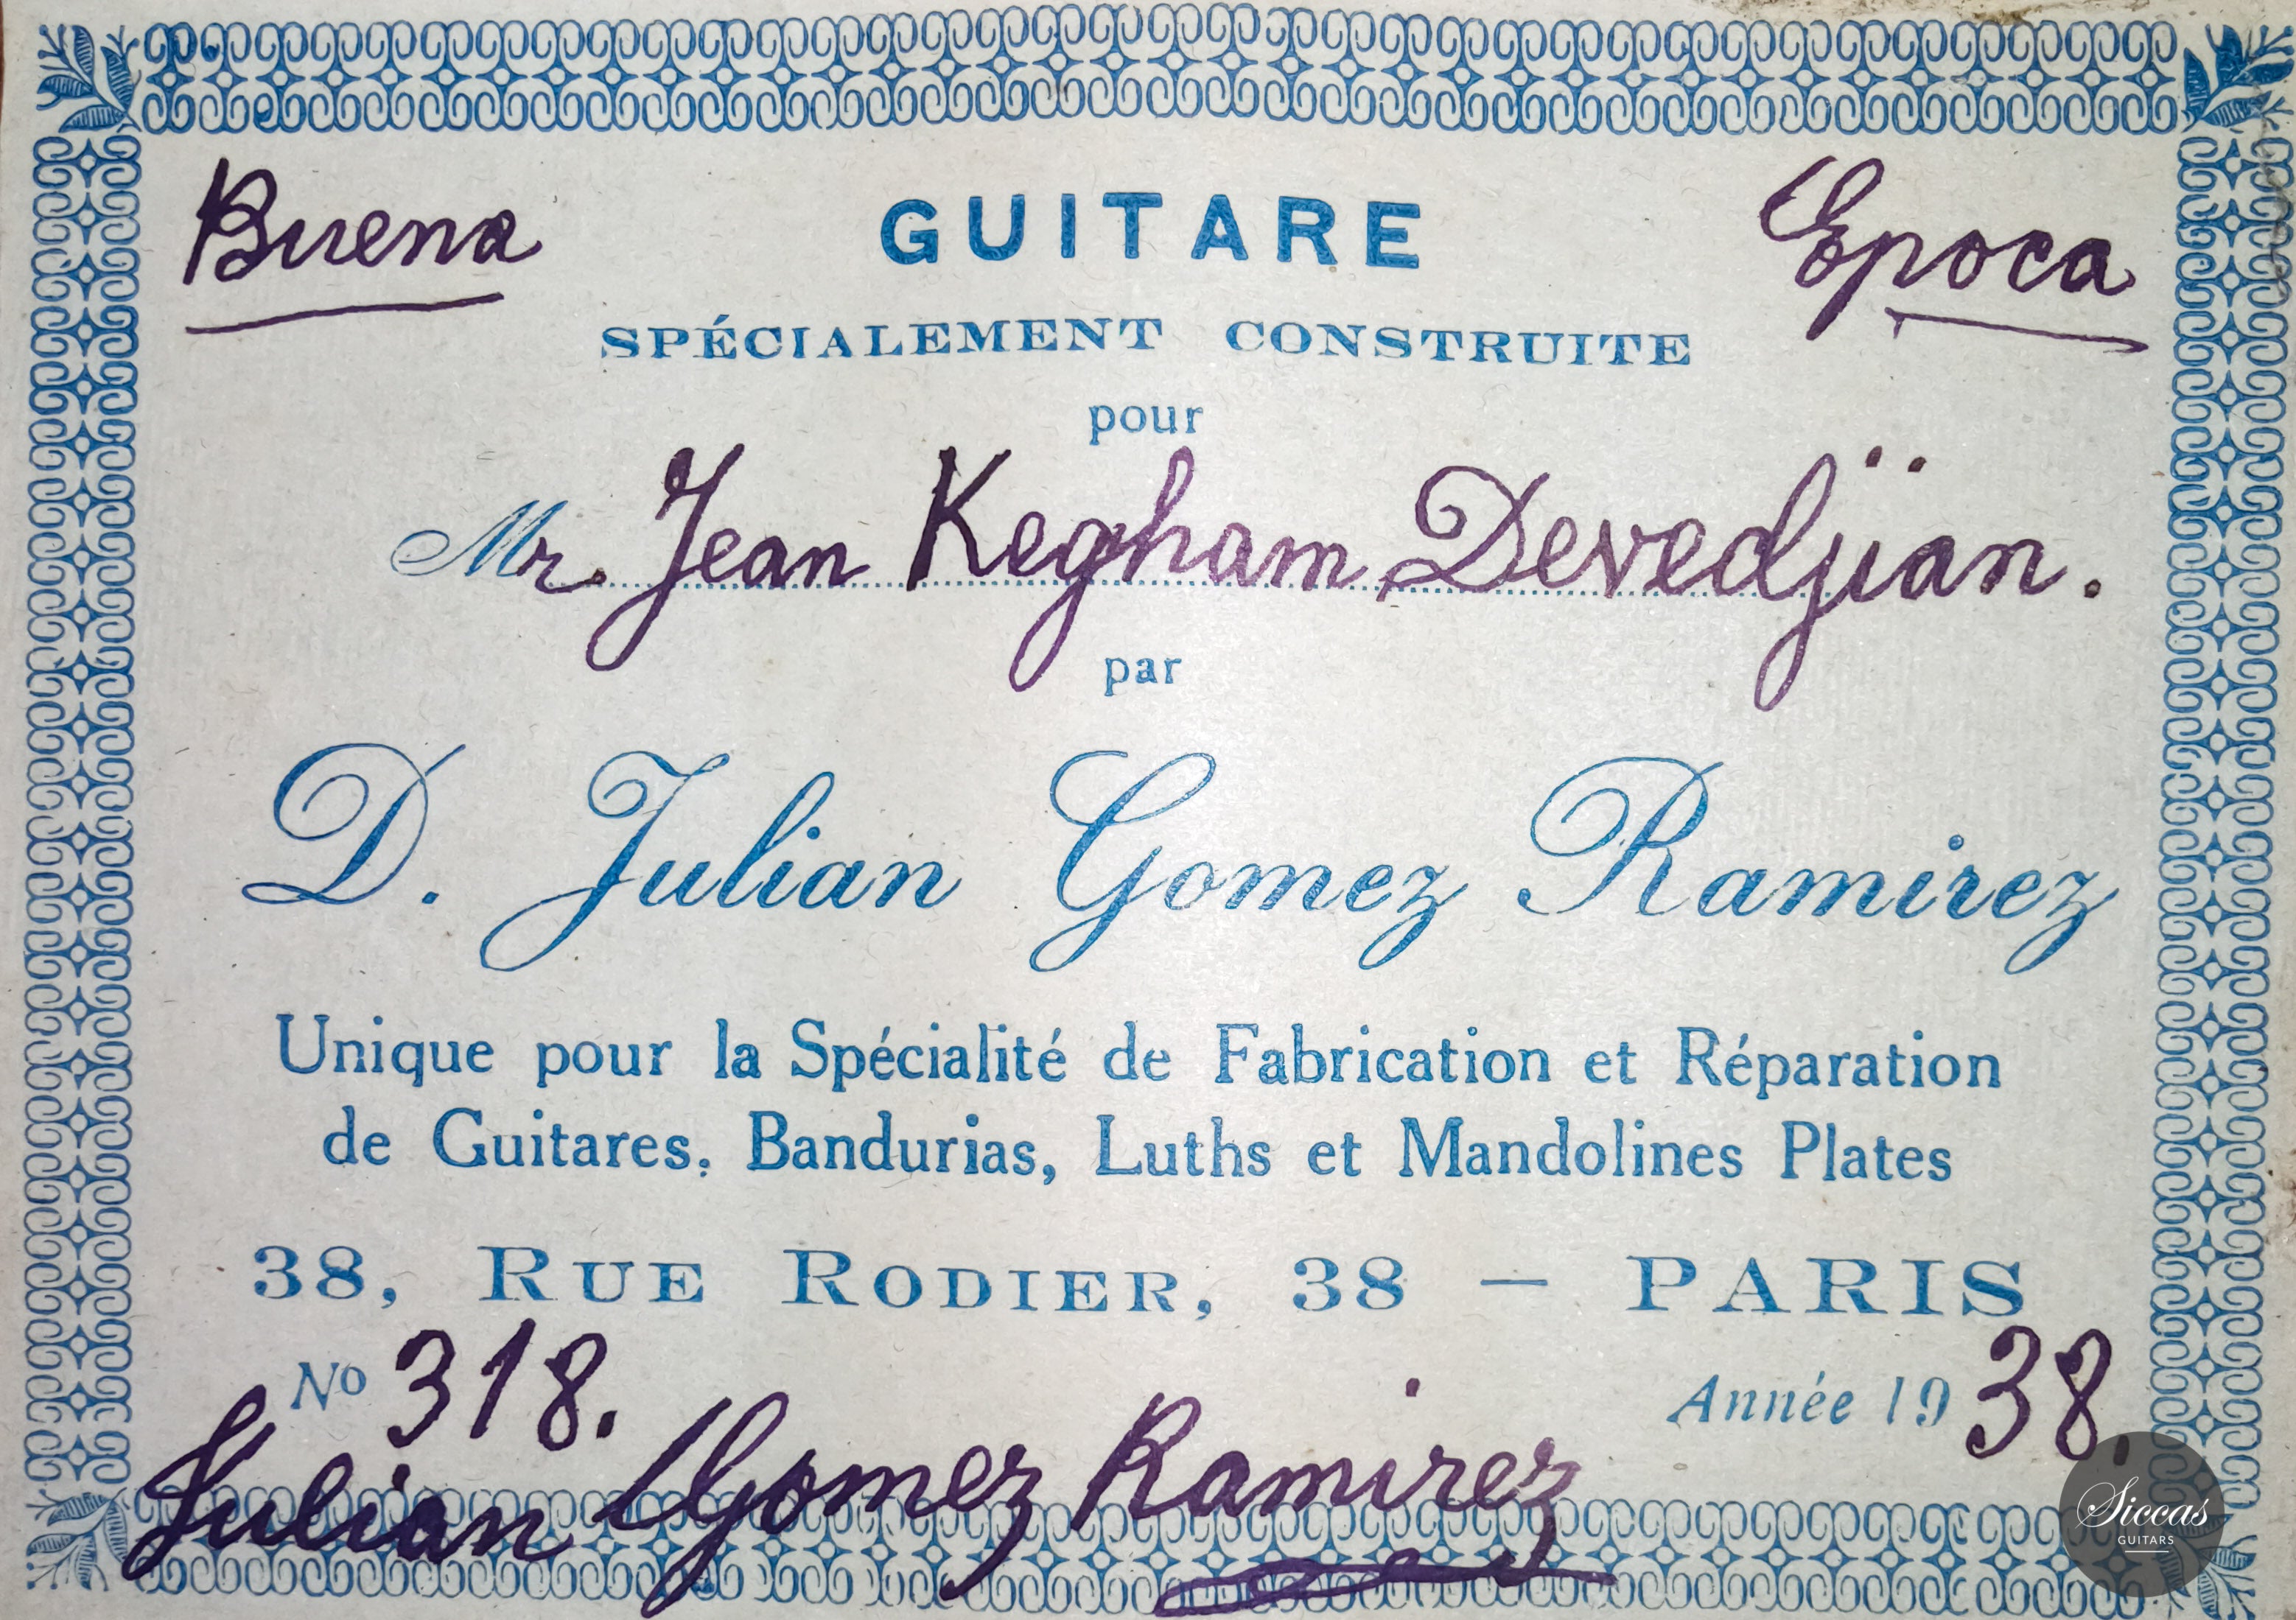 Buena GUITARE Epoca
SPÉCIALEMENT CONSTRUITE
pour
Mr. Jean Kegham Devedjian.
par
D. Julian Gomez Ramirez
Unique pour la Spécialité de Fabrication et Réparation
de Guitares, Bandurias, Luths et Mandolines Plates
38, RUE RODIER, 38 — PARIS
No 318. Année 1938.
Julian Gomez Ramirez
Siccas
GUITARS